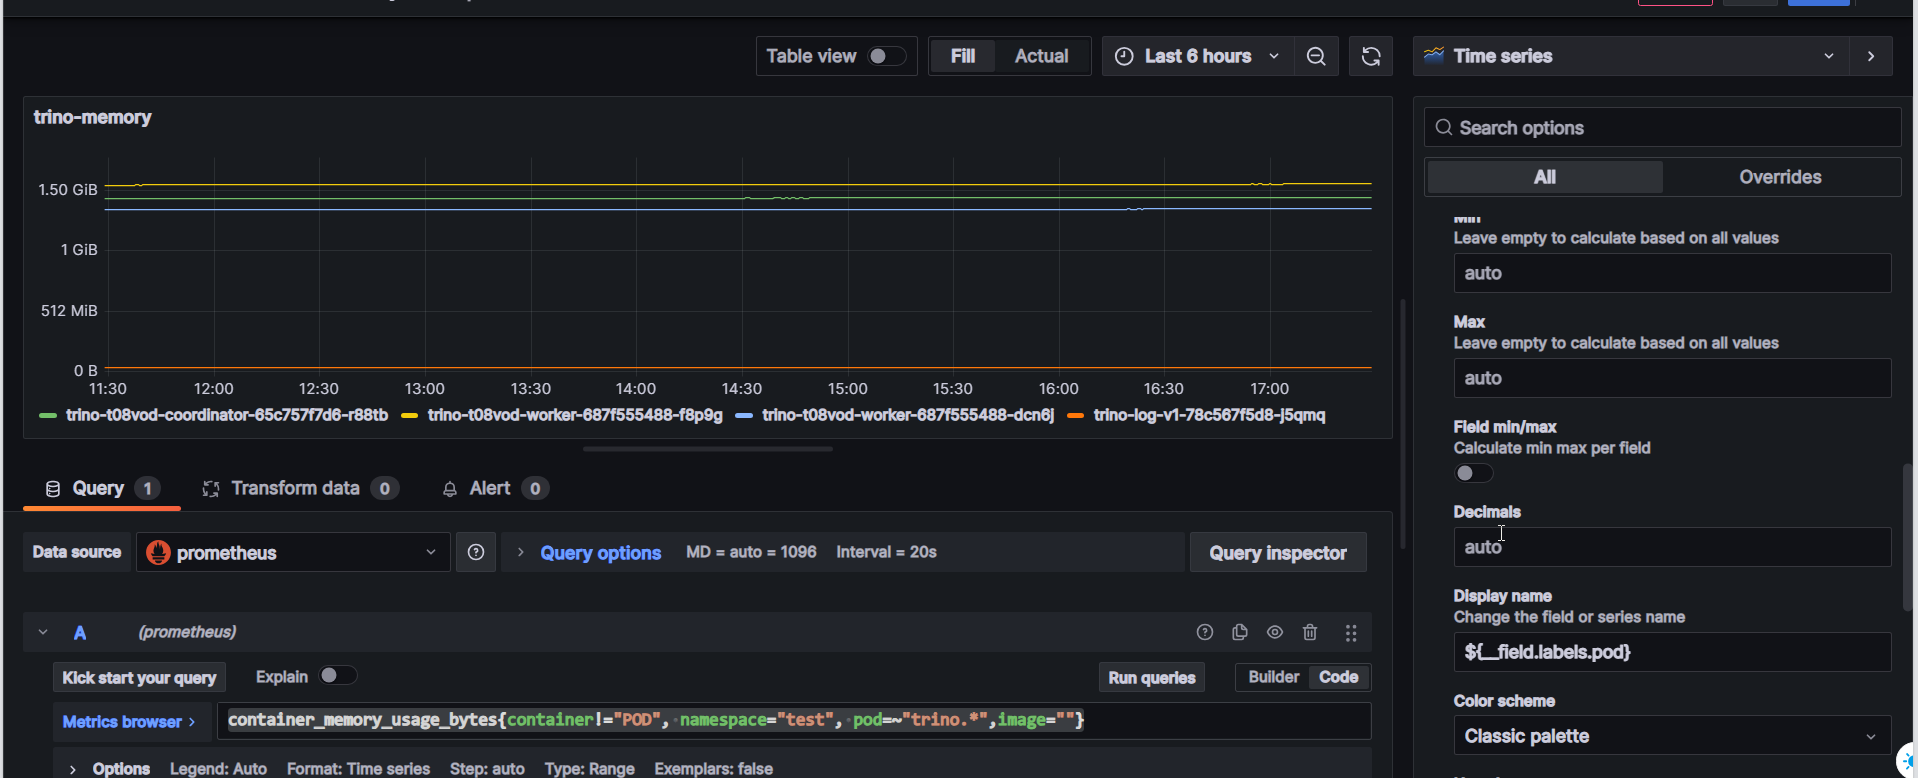 Table view
Fill
Actual
Last 6 hours
Time series
trino-memory
1.50 GiB
1 GiB
512 MiB
0 B
11:30 12:00 12:30 13:00 13:30 14:00 14:30 15:00 15:30 16:00 16:30 17:00
trino-t08vod-coordinator-65c757f7d6-r88tb trino-t08vod-worker-687f555488-f8p9g trino-t08vod-worker-687f555488-dcn6j trino-log-v1-78c567f5d8-j5qmq
Query 1
Transform data 0
Alert 0
Data source
prometheus
Query options MD = auto = 1096 Interval = 20s
Query inspector
A (prometheus)
Kick start your query
Explain
Run queries
Builder
Code
Metrics browser >
container_memory_usage_bytes{container!="POD", namespace="test", pod=~"trino.*",image=""}
Options Legend: Auto Format: Time series Step: auto Type: Range Exemplars: false
Search options
All
Overrides
Min
Leave empty to calculate based on all values
auto
Max
Leave empty to calculate based on all values
auto
Field min/max
Calculate min max per field
Decimals
auto
Display name
Change the field or series name
${__field.labels.pod}
Color scheme
Classic palette